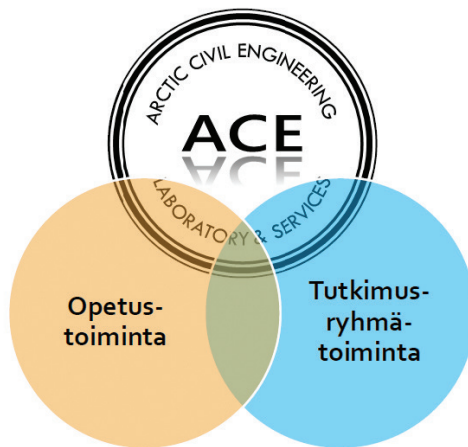 ARCTIC CIVIL ENGINEERING
ACE
LABORATORY & SERVICES
Opetus-
toiminta
Tutkimus-
ryhmä-
toiminta